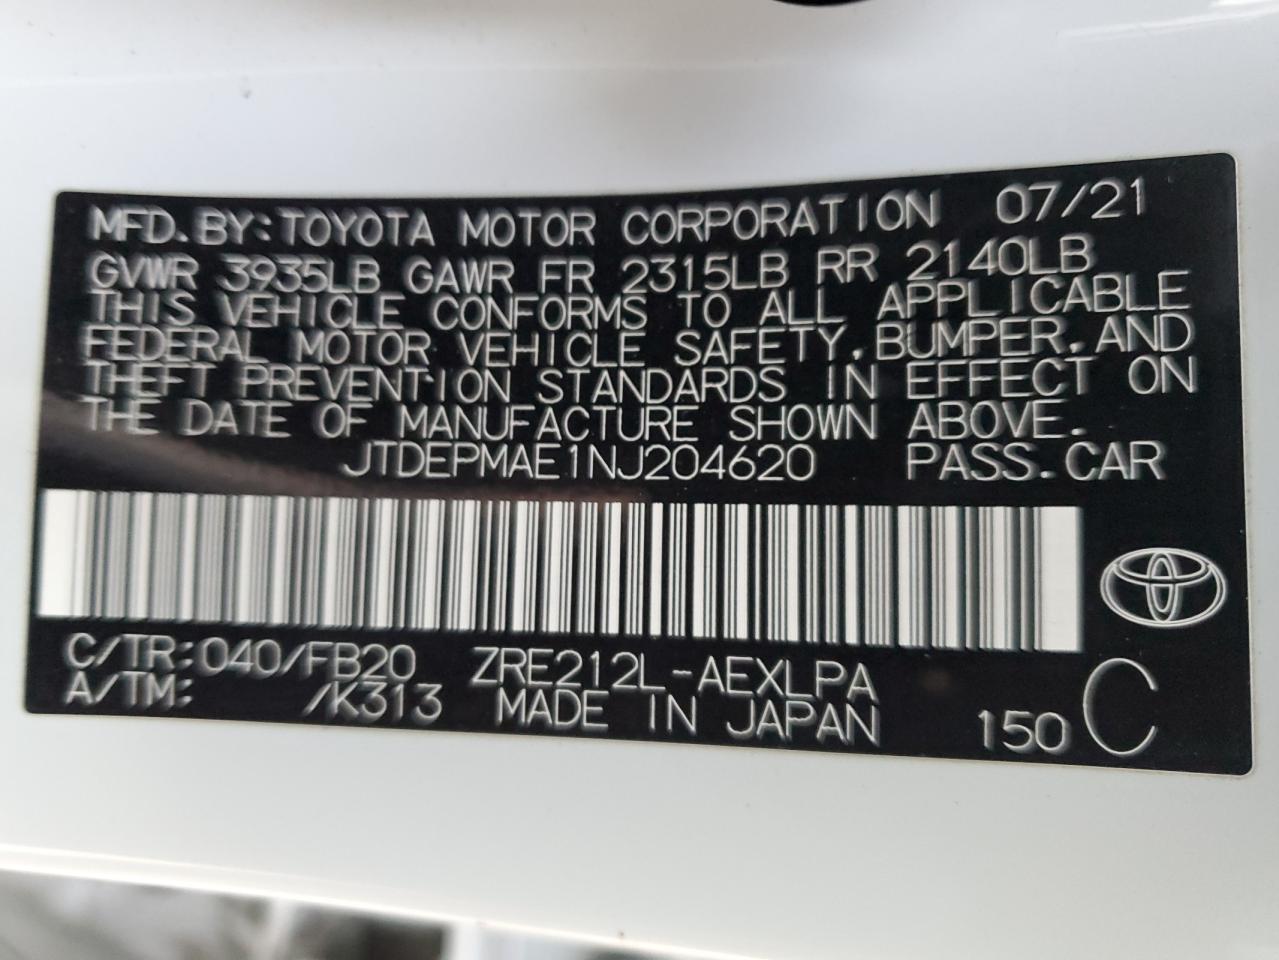 MFD. BY: TOYOTA MOTOR CORPORATION 07/21
GVWR 3935LB GAWR FR 2315LB RR 2140LB
THIS VEHICLE CONFORMS TO ALL APPLICABLE
FEDERAL MOTOR VEHICLE SAFETY, BUMPER, AND
THEFT PREVENTION STANDARDS IN EFFECT ON
THE DATE OF MANUFACTURE SHOWN ABOVE.
JTDEPMAE1NJ204620 PASS. CAR
C/TR: 040/FB20 ZRE212L-AEXLPA
A/TM: /K313 MADE IN JAPAN 150 C